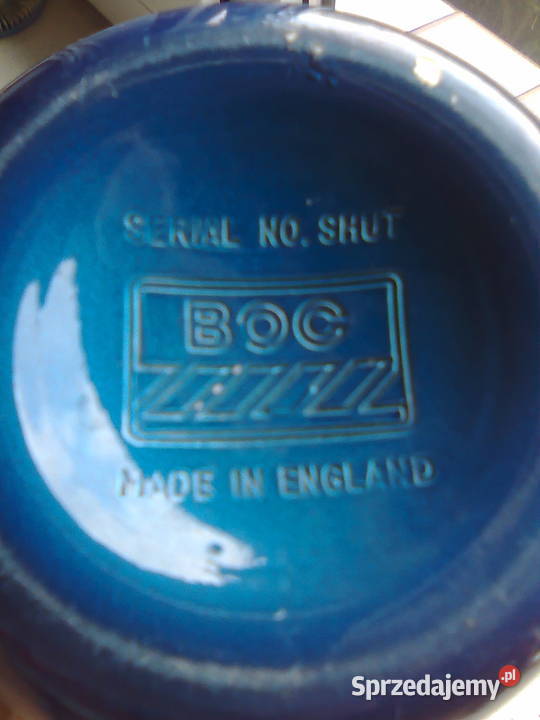 SERIAL NO. SHUT
BOC
MADE IN ENGLAND
Sprzedajemy.pl